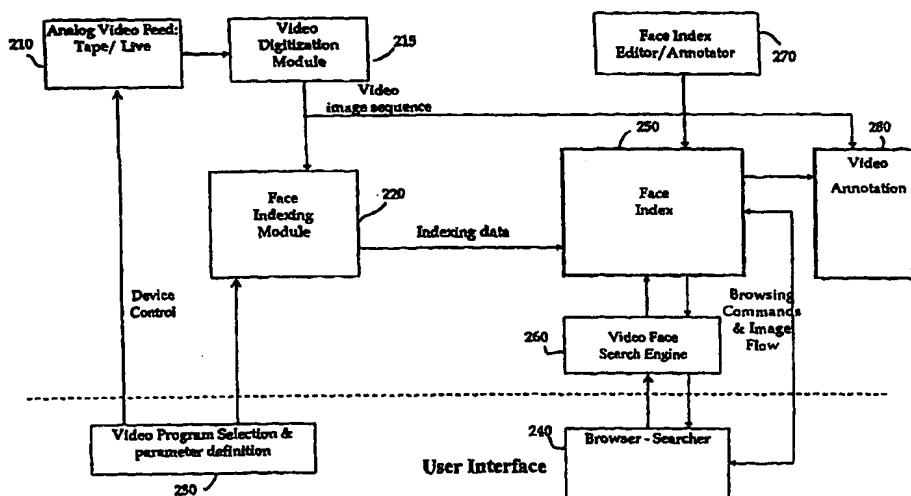 210
Analog Video Feed:
Tape/ Live
Video
Digitization
Module
215
Face Index
Editor/Annotator
270
Video
image sequence
250
280
Video
Annotation
Face
Indexing
Module
220
Face
Index
Indexing data
Device
Control
Browsing
Commands
& Image
Flow
260
Video Face
Search Engine
Video Program Selection &
parameter definition
230
240
Browser - Searcher
User Interface